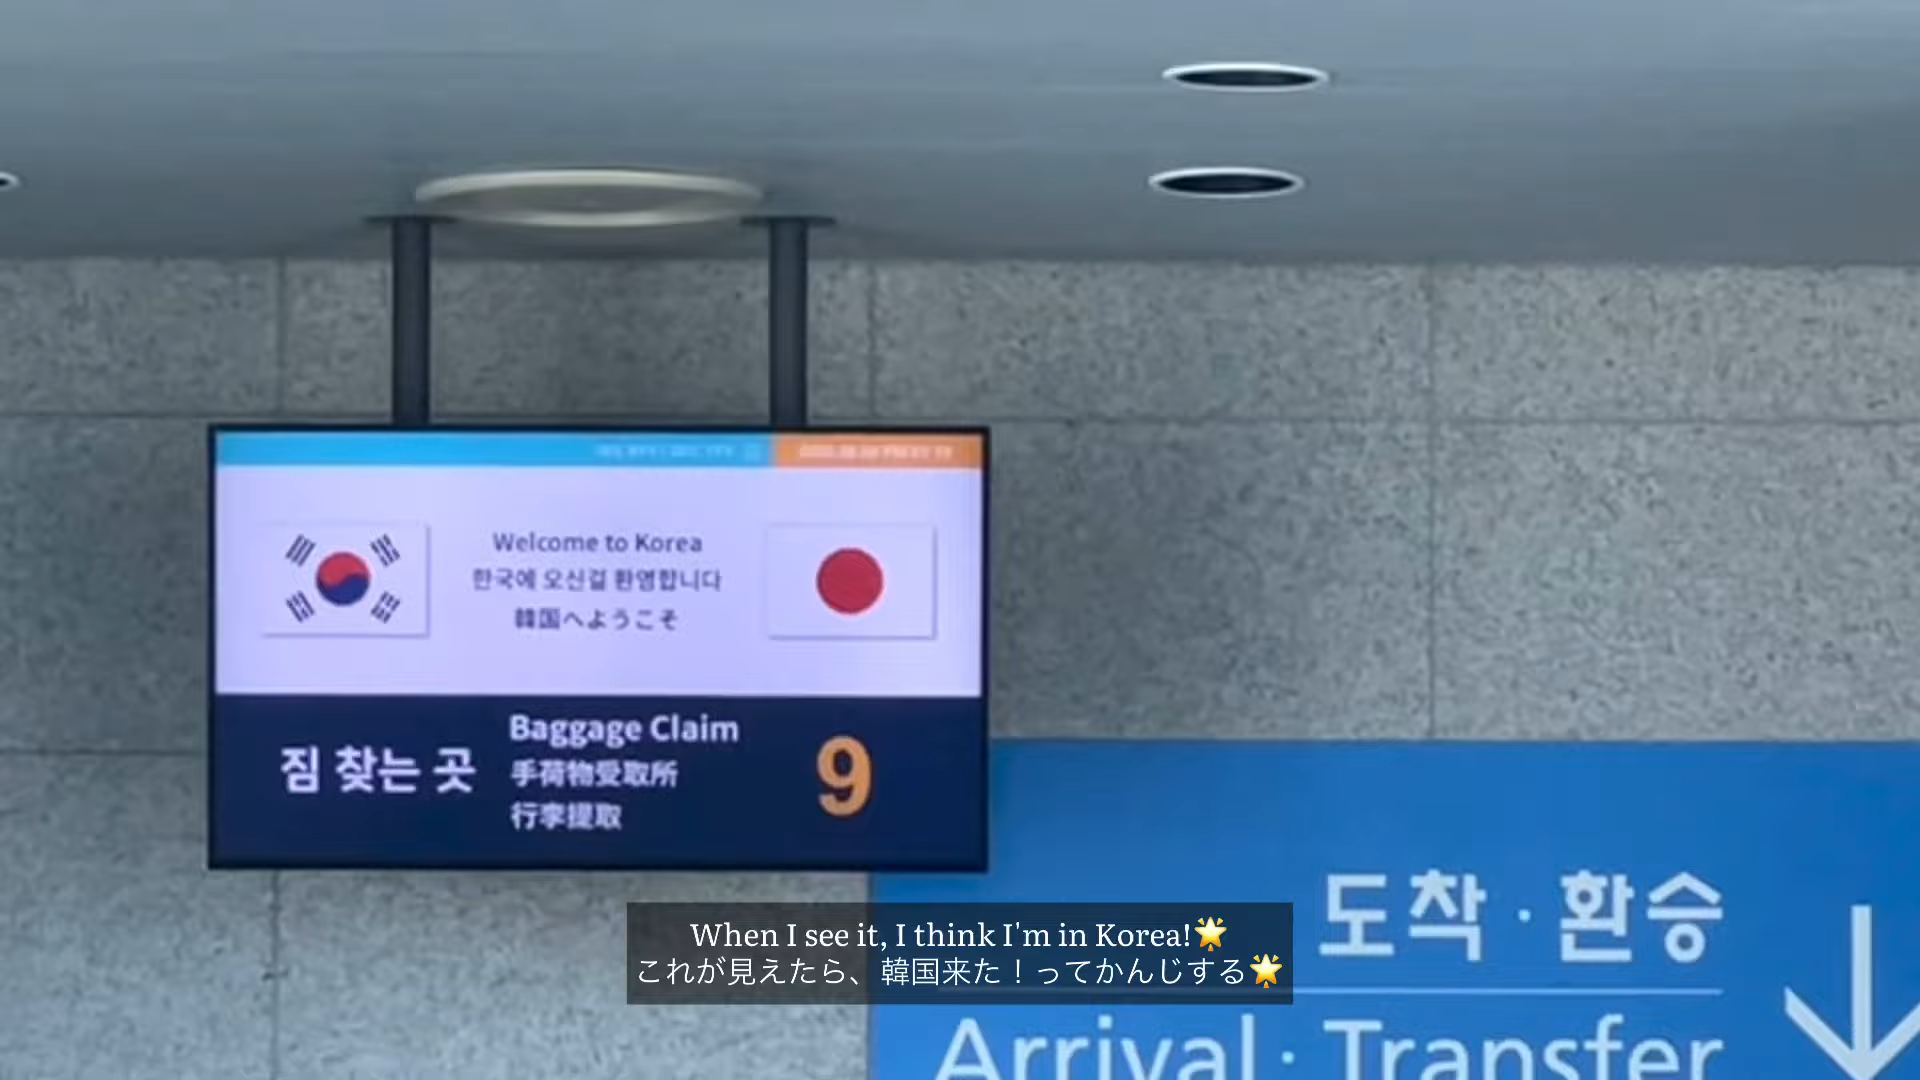 Welcome to Korea
한국에 오신걸 환영합니다
韓国へようこそ
짐 찾는 곳
Baggage Claim
手荷物受取所
行李提取
9
도착·환승
Arrival·Transfer
When I see it, I think I'm in Korea!🌟
これが見えたら、韓国来た！ってかんじする🌟